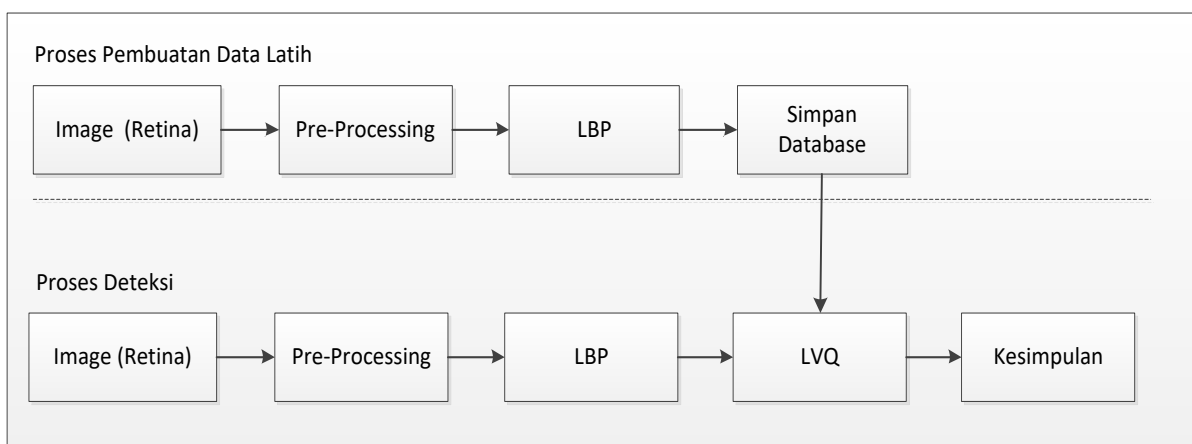 Proses Pembuatan Data Latih
Image (Retina)
Pre-Processing
LBP
Simpan
Database
Proses Deteksi
Image (Retina)
Pre-Processing
LBP
LVQ
Kesimpulan